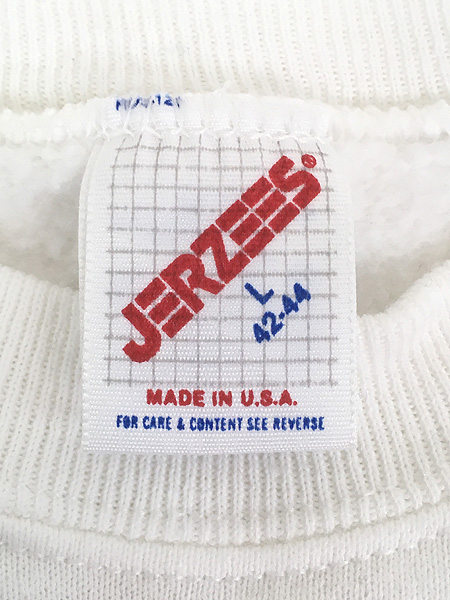 JERZEES®
L
42-44
MADE IN U.S.A.
FOR CARE & CONTENT SEE REVERSE